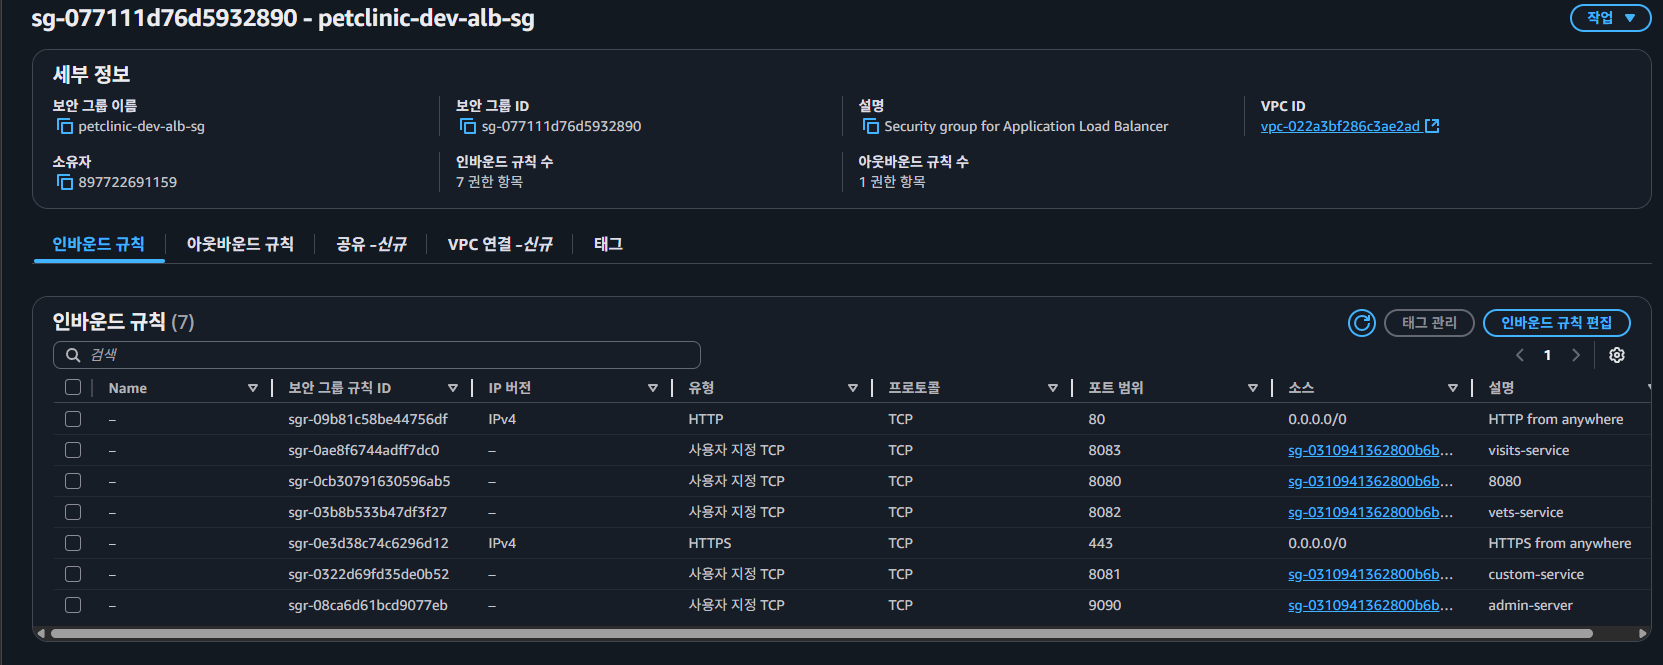 sg-077111d76d5932890 - petclinic-dev-alb-sg
작업
세부 정보
보안 그룹 이름
petclinic-dev-alb-sg
보안 그룹 ID
sg-077111d76d5932890
설명
Security group for Application Load Balancer
VPC ID
vpc-022a3bf286c3ae2ad
소유자
897722691159
인바운드 규칙 수
7 권한 항목
아웃바운드 규칙 수
1 권한 항목
인바운드 규칙 아웃바운드 규칙 공유 -신규 VPC 연결 -신규 태그
인바운드 규칙 (7)
태그 관리 인바운드 규칙 편집
검색
1
Name 보안 그룹 규칙 ID IP 버전 유형 프로토콜 포트 범위 소스 설명
– sgr-09b81c58be44756df IPv4 HTTP TCP 80 0.0.0.0/0 HTTP from anywhere
– sgr-0ae8f6744adff7dc0 – 사용자 지정 TCP TCP 8083 sg-0310941362800b6b... visits-service
– sgr-0cb30791630596ab5 – 사용자 지정 TCP TCP 8080 sg-0310941362800b6b... 8080
– sgr-03b8b533b47df3f27 – 사용자 지정 TCP TCP 8082 sg-0310941362800b6b... vets-service
– sgr-0e3d38c74c6296d12 IPv4 HTTPS TCP 443 0.0.0.0/0 HTTPS from anywhere
– sgr-0322d69fd35de0b52 – 사용자 지정 TCP TCP 8081 sg-0310941362800b6b... custom-service
– sgr-08ca6d61bcd9077eb – 사용자 지정 TCP TCP 9090 sg-0310941362800b6b... admin-server